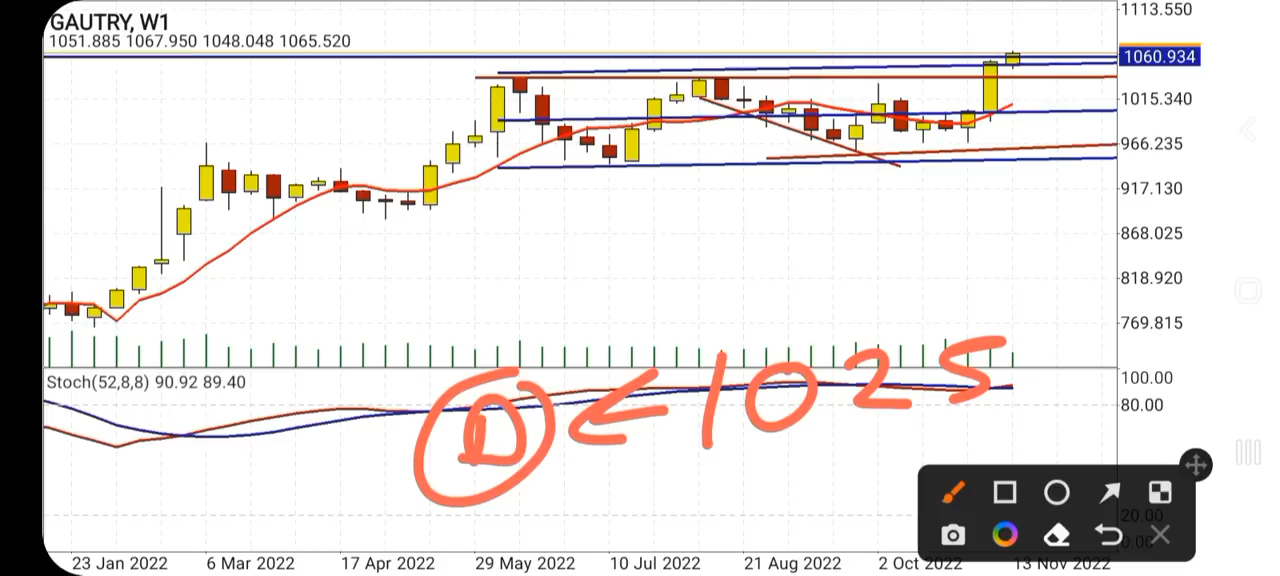 GAUTRY, W1
1051.885 1067.950 1048.048 1065.520
1113.550
1060.934
1015.340
966.235
917.130
868.025
818.920
769.815
Stoch(52,8,8) 90.92 89.40
100.00
80.00
D ← 1025
20.00
0.00
23 Jan 2022 6 Mar 2022 17 Apr 2022 29 May 2022 10 Jul 2022 21 Aug 2022 2 Oct 2022 13 Nov 2022